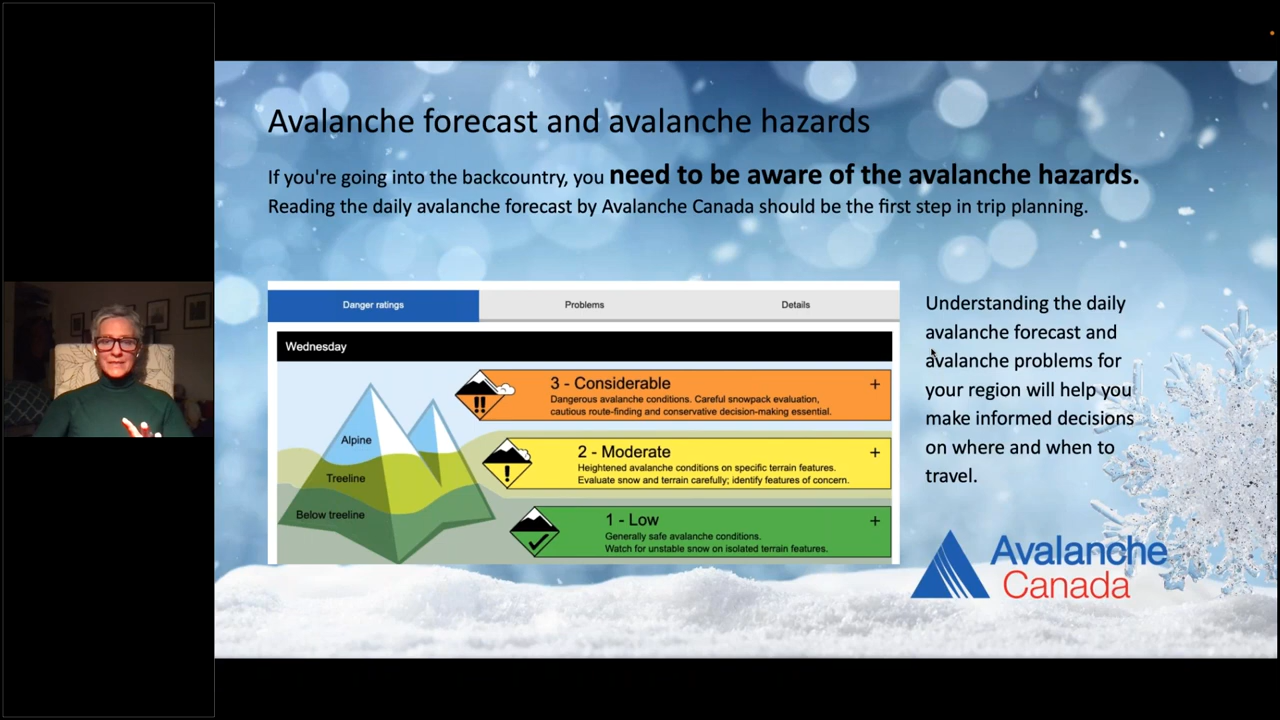 Avalanche forecast and avalanche hazards
If you're going into the backcountry, you need to be aware of the avalanche hazards.
Reading the daily avalanche forecast by Avalanche Canada should be the first step in trip planning.
Danger ratings
Problems
Details
Wednesday
3 - Considerable
+
Dangerous avalanche conditions. Careful snowpack evaluation,
cautious route-finding and conservative decision-making essential.
Alpine
2 - Moderate
+
Heightened avalanche conditions on specific terrain features.
Evaluate snow and terrain carefully; identify features of concern.
Treeline
Below treeline
1 - Low
+
Generally safe avalanche conditions.
Watch for unstable snow on isolated terrain features.
Understanding the daily
avalanche forecast and
avalanche problems for
your region will help you
make informed decisions
on where and when to
travel.
Avalanche
Canada